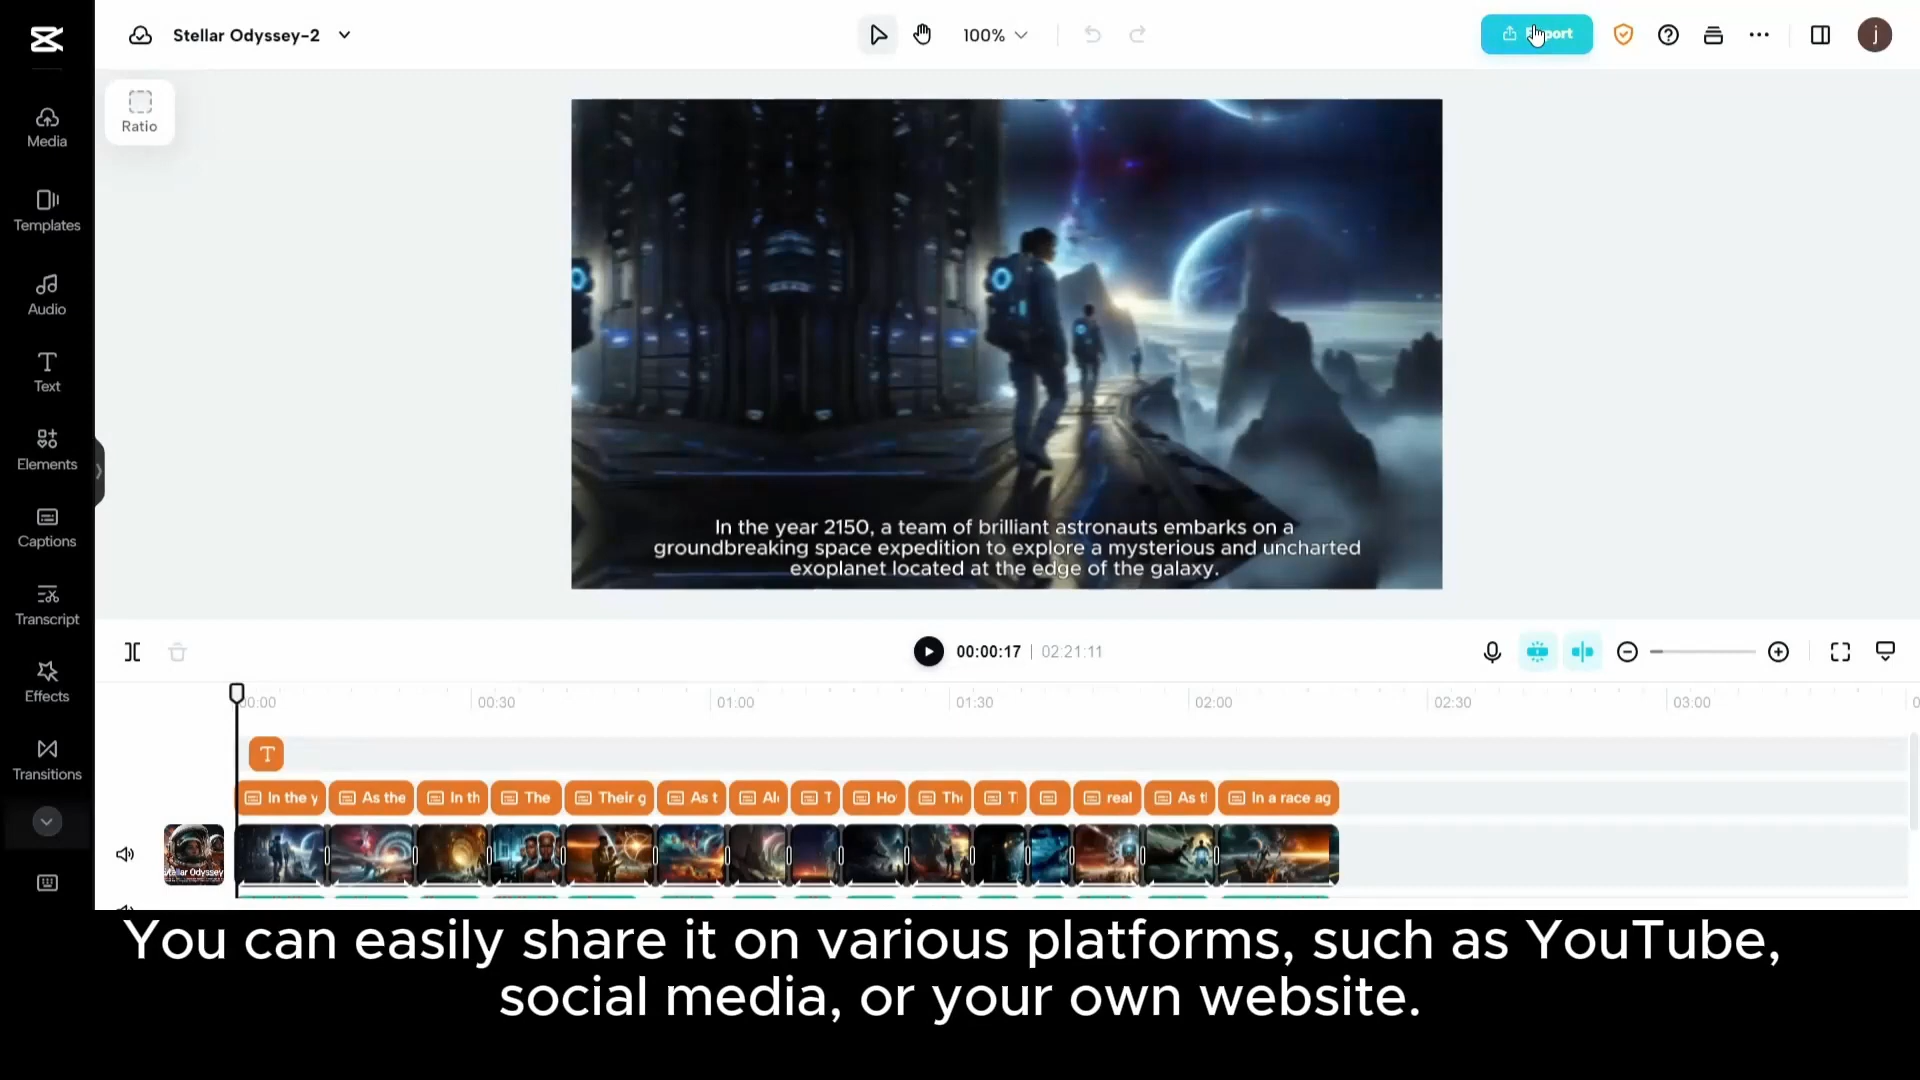 Stellar Odyssey-2
100%
j
Media
Templates
Audio
Text
Elements
Captions
Transcript
Effects
Transitions
Ratio
In the year 2150, a team of brilliant astronauts embarks on a
groundbreaking space expedition to explore a mysterious and uncharted
exoplanet located at the edge of the galaxy.
00:00:17 | 02:21:11
00:00 00:30 01:00 01:30 02:00 02:30 03:00
T
In the y As the In th The Their g As t Al T Ho The T real As t In a race ag
You can easily share it on various platforms, such as YouTube,
social media, or your own website.